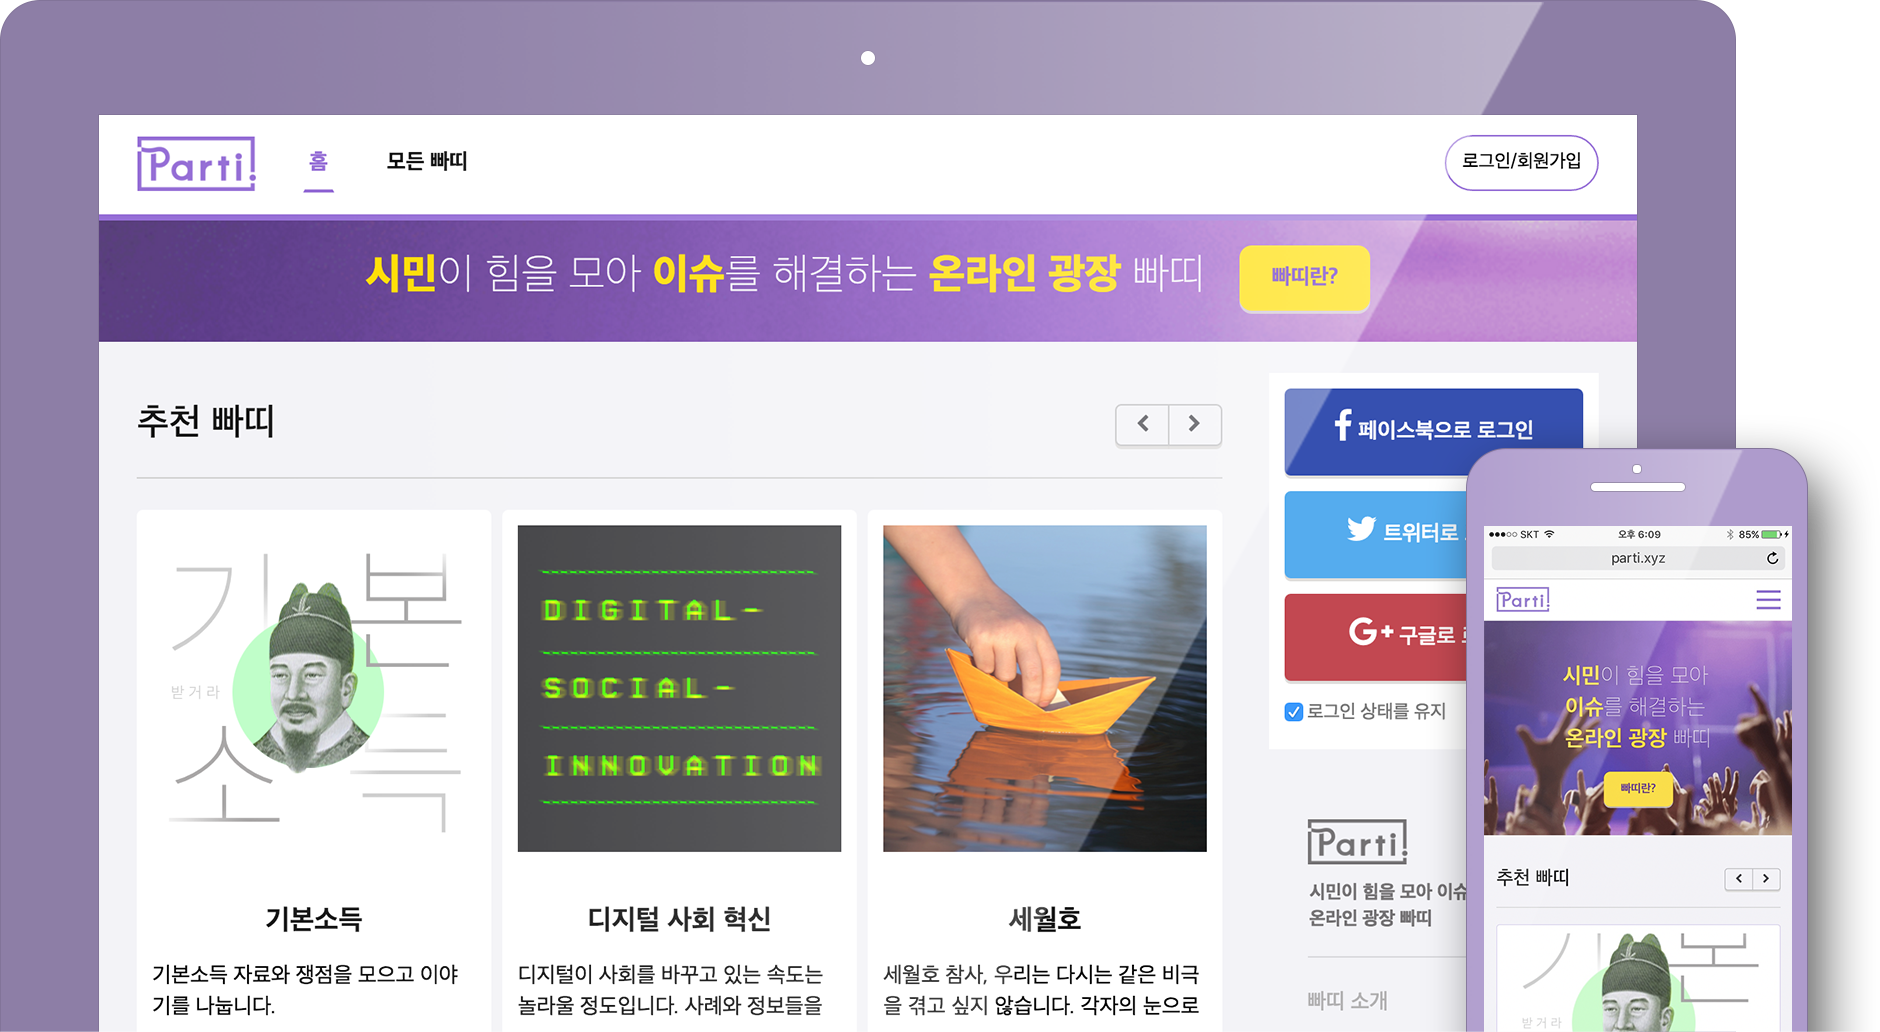 Parti!
홈
모든 빠띠
로그인/회원가입
시민이 힘을 모아 이슈를 해결하는 온라인 광장 빠띠
빠띠란?
추천 빠띠
기본
받거라
소득
기본소득
기본소득 자료와 쟁점을 모으고 이야
기를 나눕니다.
DIGITAL-
SOCIAL-
INNOVATION
디지털 사회 혁신
디지털이 사회를 바꾸고 있는 속도는
놀라울 정도입니다. 사례와 정보들을
세월호
세월호 참사, 우리는 다시는 같은 비극
을 겪고 싶지 않습니다. 각자의 눈으로
f 페이스북으로 로그인
트위터로
G+ 구글로
로그인 상태를 유지
Parti!
시민이 힘을 모아 이슈
온라인 광장 빠띠
빠띠 소개
SKT 오후 6:09 85%
parti.xyz
Parti!
시민이 힘을 모아
이슈를 해결하는
온라인 광장 빠띠
빠띠란?
추천 빠띠
기본
받거라